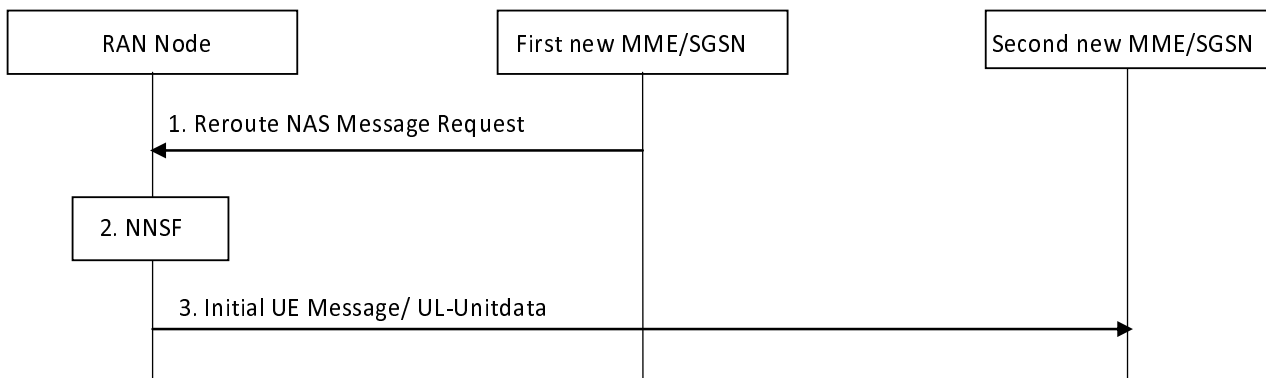 RAN Node
First new MME/SGSN
Second new MME/SGSN
1. Reroute NAS Message Request
2. NNSF
3. Initial UE Message/ UL-Unitdata